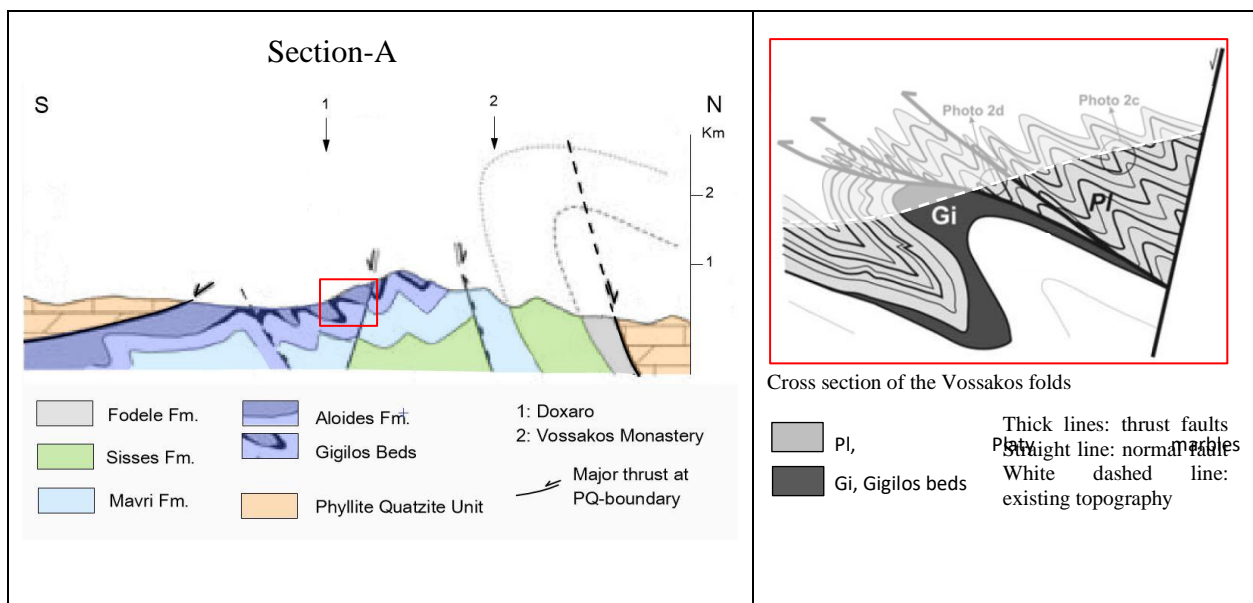 Section-A
S
1
2
N
Km
2
1
Fodele Fm.
Sisses Fm.
Mavri Fm.
Aloides Fm.
Gigilos Beds
Phyllite Quatzite Unit
1: Doxaro
2: Vossakos Monastery
Major thrust at
PQ-boundary
Photo 2d
Photo 2c
Pl
Gi
Cross section of the Vossakos folds
Pl, Platy marbles
Gi, Gigilos beds
Thick lines: thrust faults
Straight line: normal fault
White dashed line:
existing topography